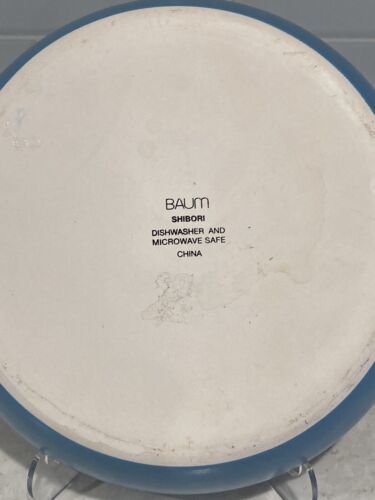 BAUM
SHIBORI
DISHWASHER AND
MICROWAVE SAFE
CHINA